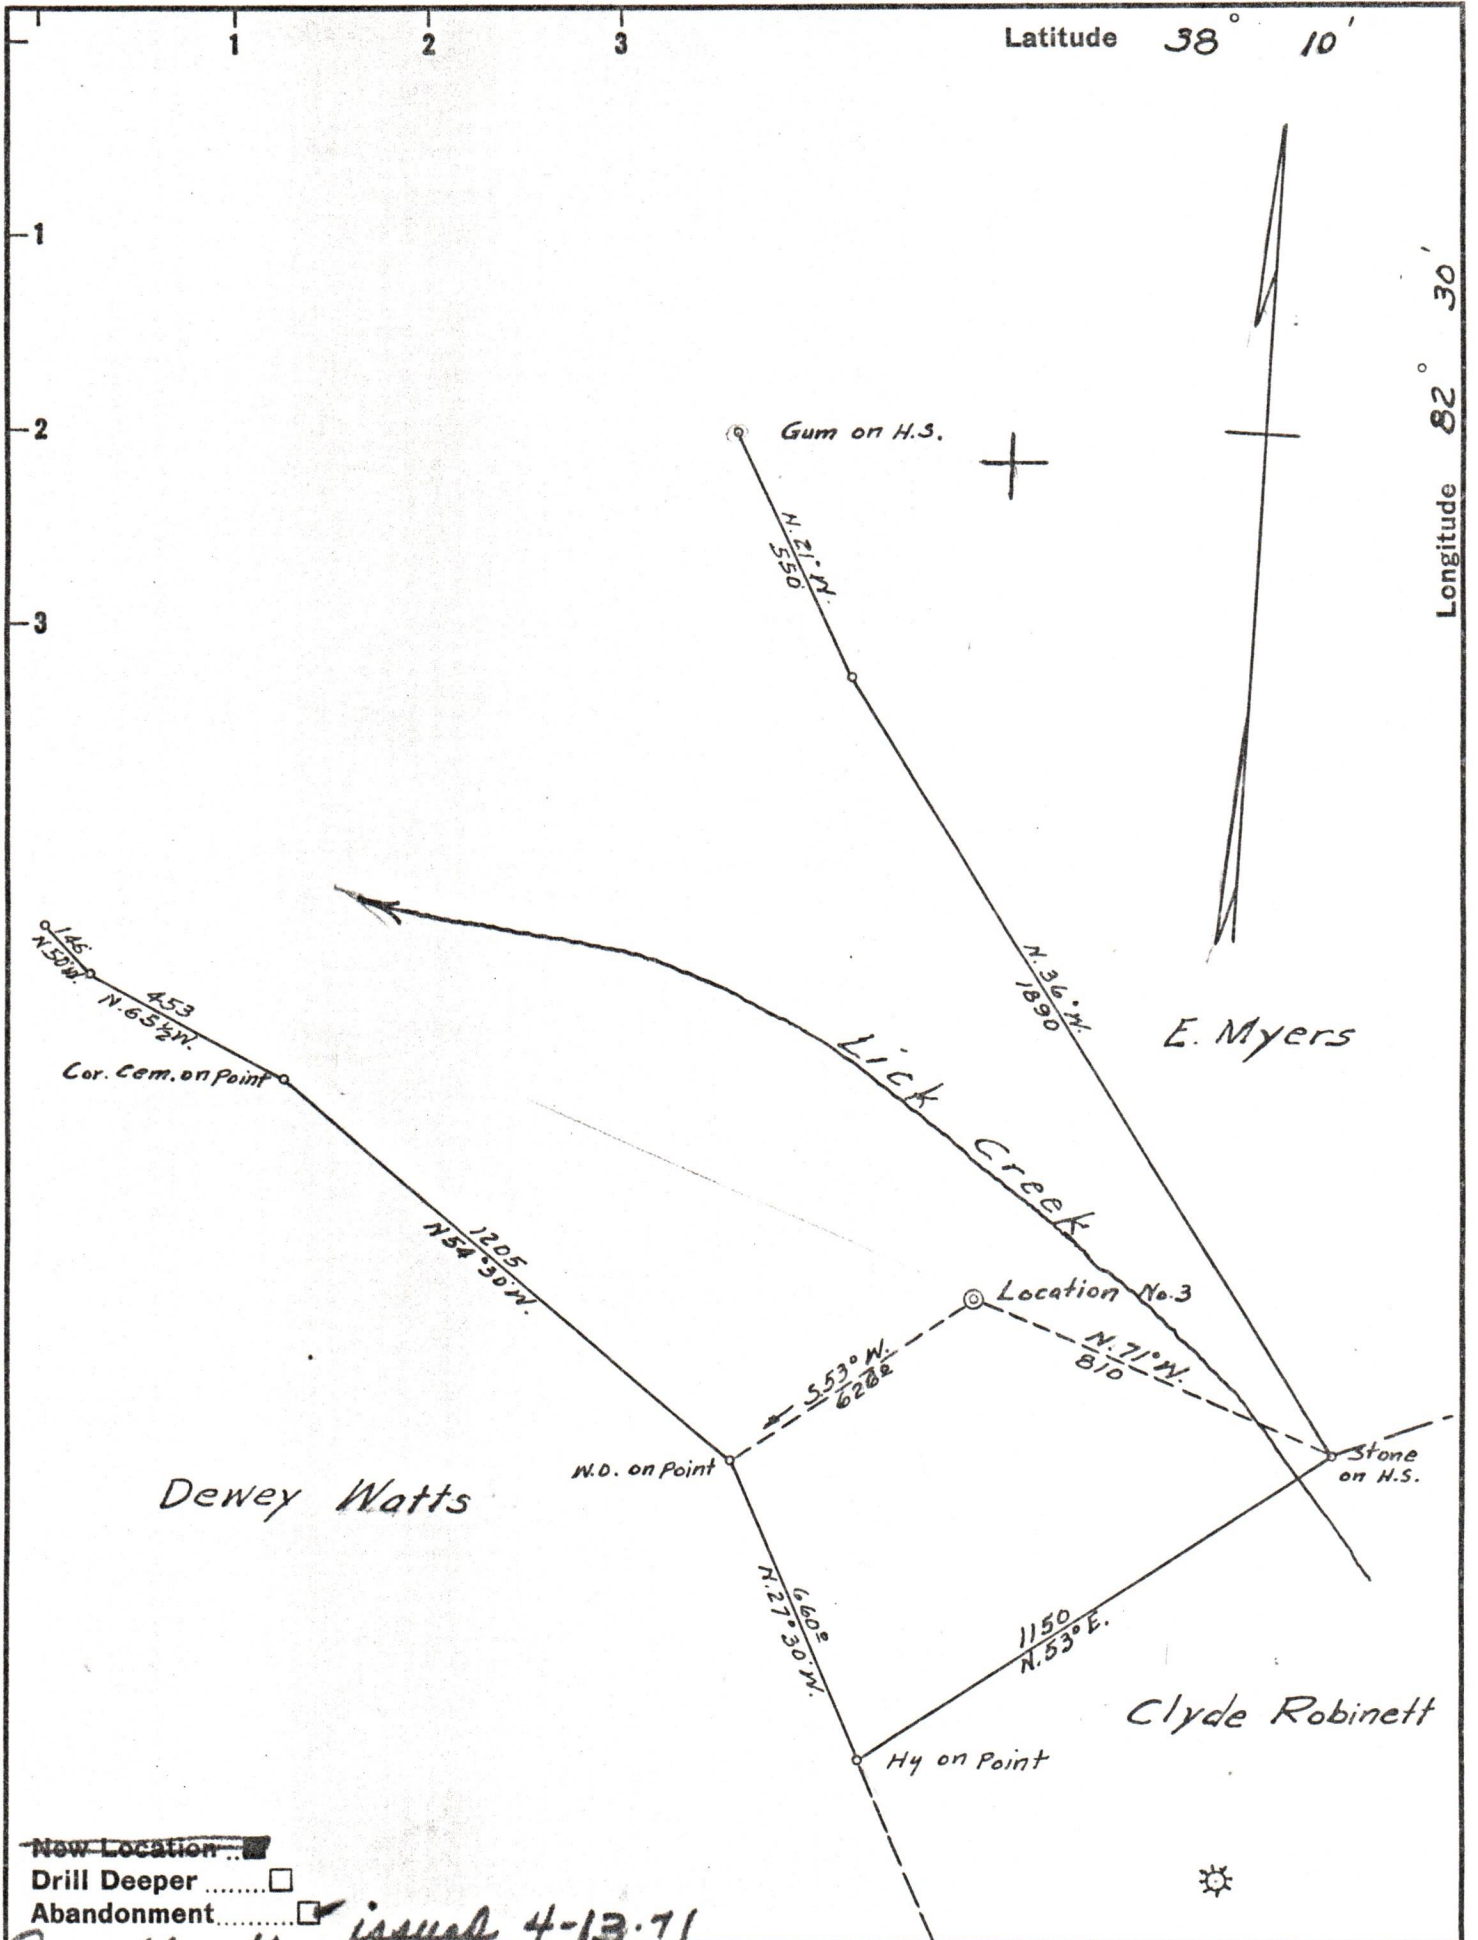 1 2 3 Latitude 38° 10'
1
2
3
Longitude 82° 30'
Gum on H.S.
N. 21° W.
550
N. 36° W.
1890
E. Myers
146
N 50 W.
453
N. 65½ W.
Cor. Cem. on Point
Lick Creek
1205
N 54° 30' W.
Location No. 3
S. 53° W.
626º
N. 71° W.
810
Stone
on H.S.
W.O. on Point
Dewey Watts
660º
N. 27° 30' W.
1150
N. 53° E.
Clyde Robinett
Hy on Point
New Location ..
Drill Deeper ........
Abandonment ......... issued 4-13-71